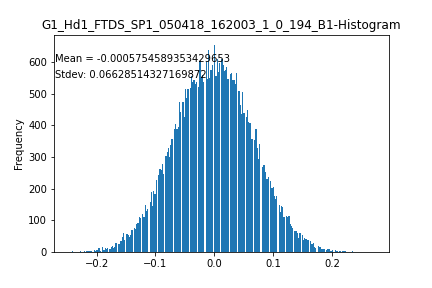 G1_Hd1_FTDS_SP1_050418_162003_1_0_194_B1-Histogram
Mean = -0.0005754589353429653
Stdev: 0.06628514327169872
Frequency
600
500
400
300
200
100
0
−0.2 −0.1 0.0 0.1 0.2